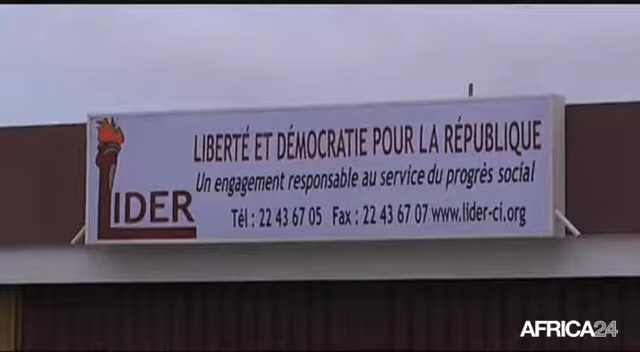 LIBERTÉ ET DÉMOCRATIE POUR LA RÉPUBLIQUE
Un engagement responsable au service du progrès social
LIDER
Tél : 22 43 67 05 Fax : 22 43 67 07 www.lider-ci.org
AFRICA24